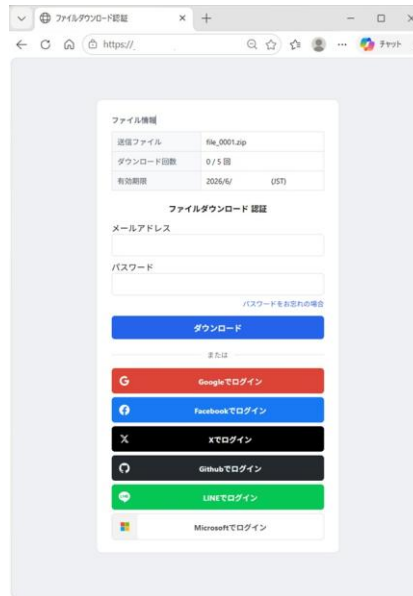 ファイルダウンロード認証
https://
チャット
ファイル情報
送信ファイル file_0001.zip
ダウンロード回数 0 / 5 回
有効期限 2026/6/ (JST)
ファイルダウンロード 認証
メールアドレス
パスワード
パスワードをお忘れの場合
ダウンロード
または
Googleでログイン
Facebookでログイン
Xでログイン
Githubでログイン
LINEでログイン
Microsoftでログイン